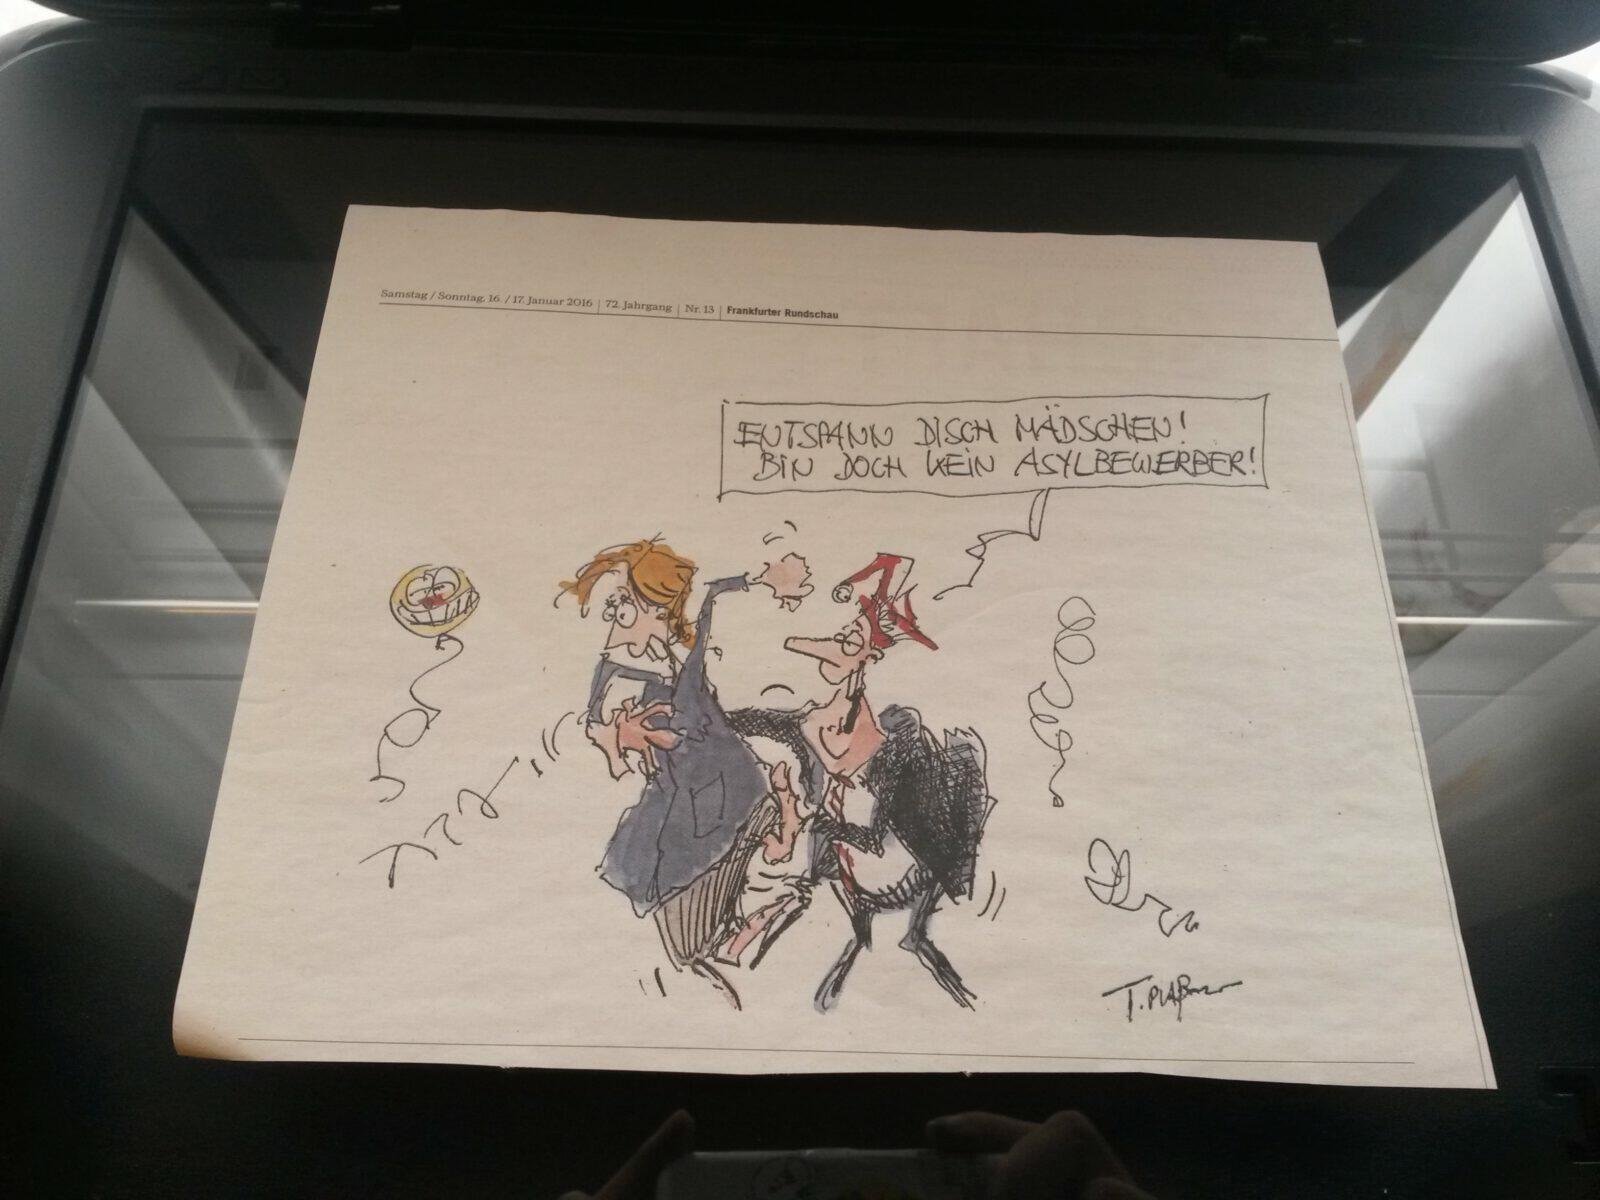 Samstag / Sonntag, 16. / 17. Januar 2016 | 72. Jahrgang | Nr. 13 | Frankfurter Rundschau
ENTSPANN DISCH MÄDSCHEN!
BIN DOCH KEIN ASYLBEWERBER!
T. PLAßmann